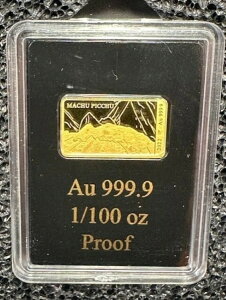 MACHU PICCHU
Au 999.9
1/100 oz
Proof